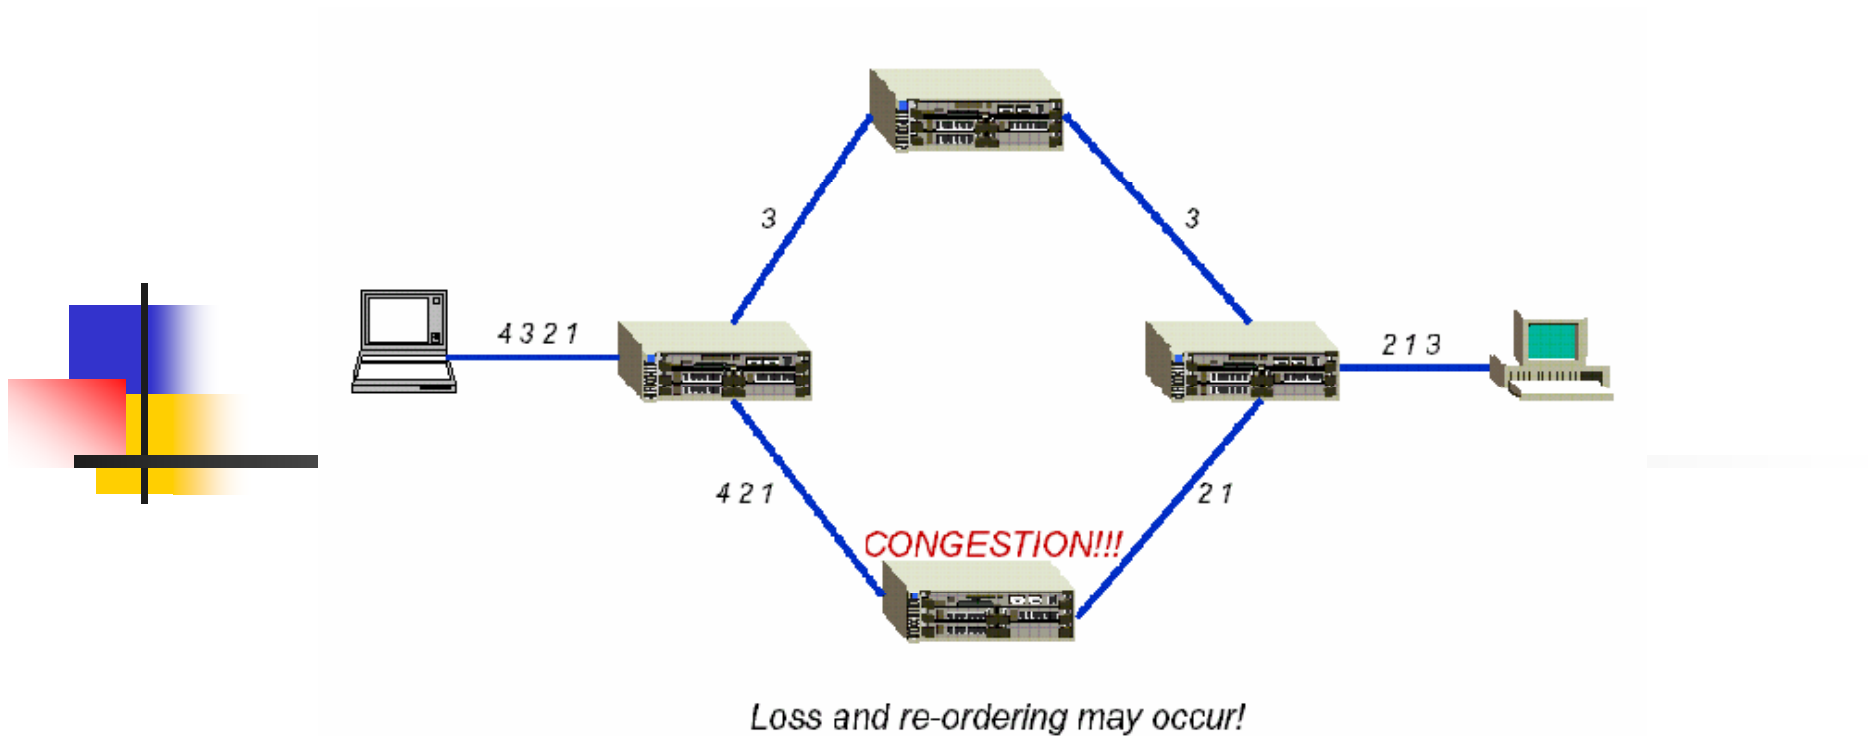 3
3
4 3 2 1
2 1 3
4 2 1
2 1
CONGESTION!!!
Loss and re-ordering may occur!